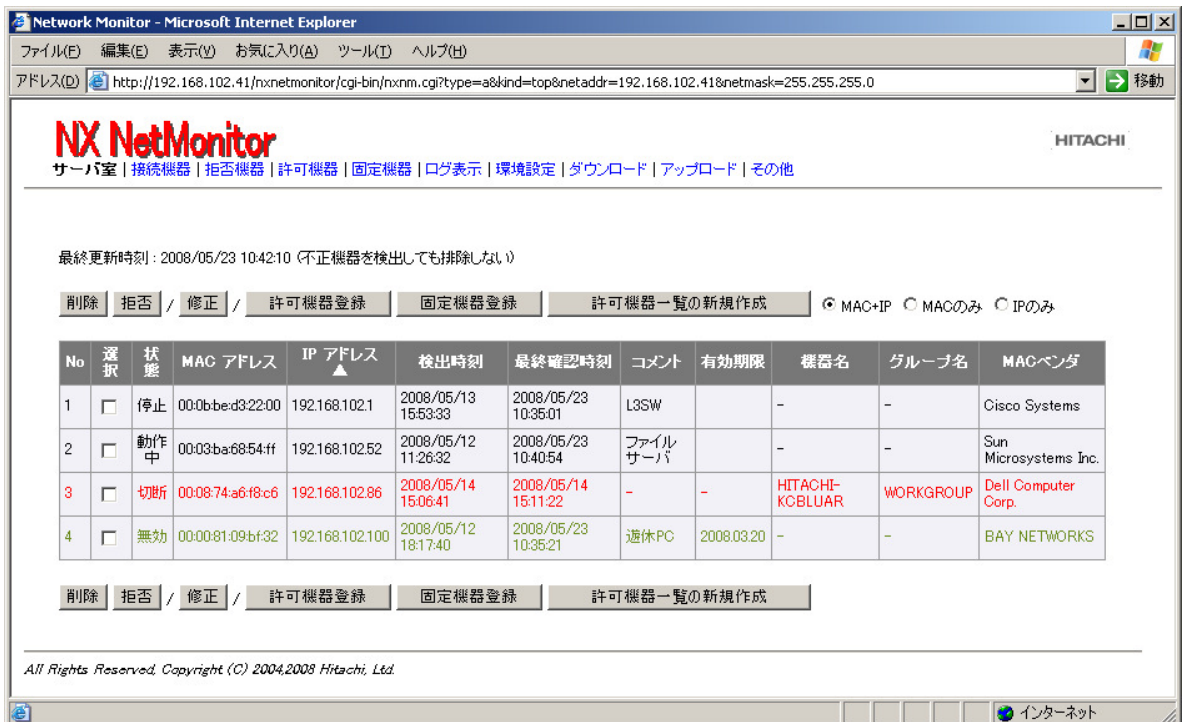 Network Monitor - Microsoft Internet Explorer
ファイル(F) 編集(E) 表示(V) お気に入り(A) ツール(T) ヘルプ(H)
アドレス(D) http://192.168.102.41/nxnetmonitor/cgi-bin/nxnm.cgi?type=a&kind=top&netaddr=192.168.102.41&netmask=255.255.255.0 移動
NX NetMonitor
HITACHI
サーバ室 | 接続機器 | 拒否機器 | 許可機器 | 固定機器 | ログ表示 | 環境設定 | ダウンロード | アップロード | その他
最終更新時刻 : 2008/05/23 10:42:10 (不正機器を検出しても排除しない)
削除 拒否 / 修正 / 許可機器登録 固定機器登録 許可機器一覧の新規作成 MAC+IP MACのみ IPのみ
No 選択 状態 MAC アドレス IP アドレス ▲ 検出時刻 最終確認時刻 コメント 有効期限 機器名 グループ名 MACベンダ
1 停止 00:0b:be:d3:22:00 192.168.102.1 2008/05/13 15:53:33 2008/05/23 10:35:01 L3SW - - Cisco Systems
2 動作中 00:03:ba:68:54:ff 192.168.102.52 2008/05/12 11:26:32 2008/05/23 10:40:54 ファイルサーバ - - Sun Microsystems Inc.
3 切断 00:08:74:a6:f8:c6 192.168.102.86 2008/05/14 15:06:41 2008/05/14 15:11:22 - - HITACHI-KCBLUAR WORKGROUP Dell Computer Corp.
4 無効 00:00:81:09:bf:32 192.168.102.100 2008/05/12 18:17:40 2008/05/23 10:35:21 遊休PC 2008.03.20 - - BAY NETWORKS
削除 拒否 / 修正 / 許可機器登録 固定機器登録 許可機器一覧の新規作成
All Rights Reserved, Copyright (C) 2004,2008 Hitachi, Ltd.
インターネット